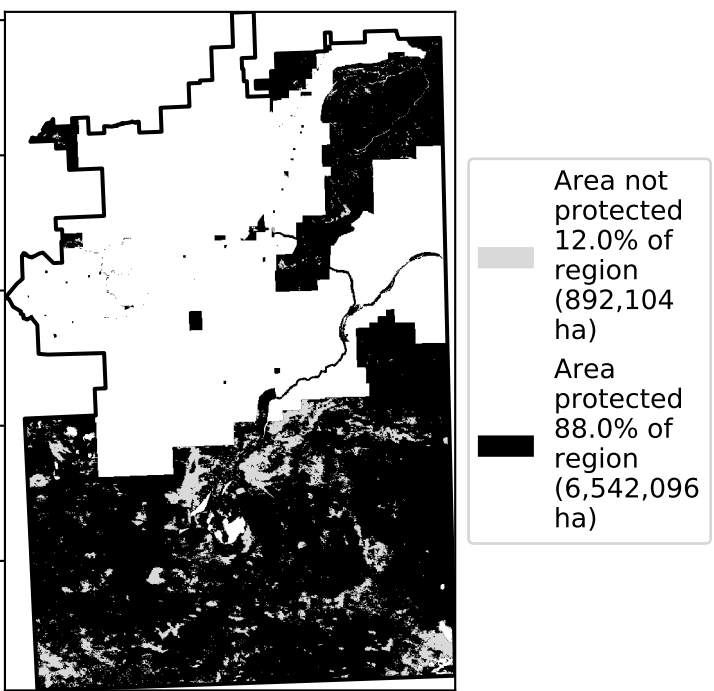 Area not
protected
12.0% of
region
(892,104
ha)
Area
protected
88.0% of
region
(6,542,096
ha)